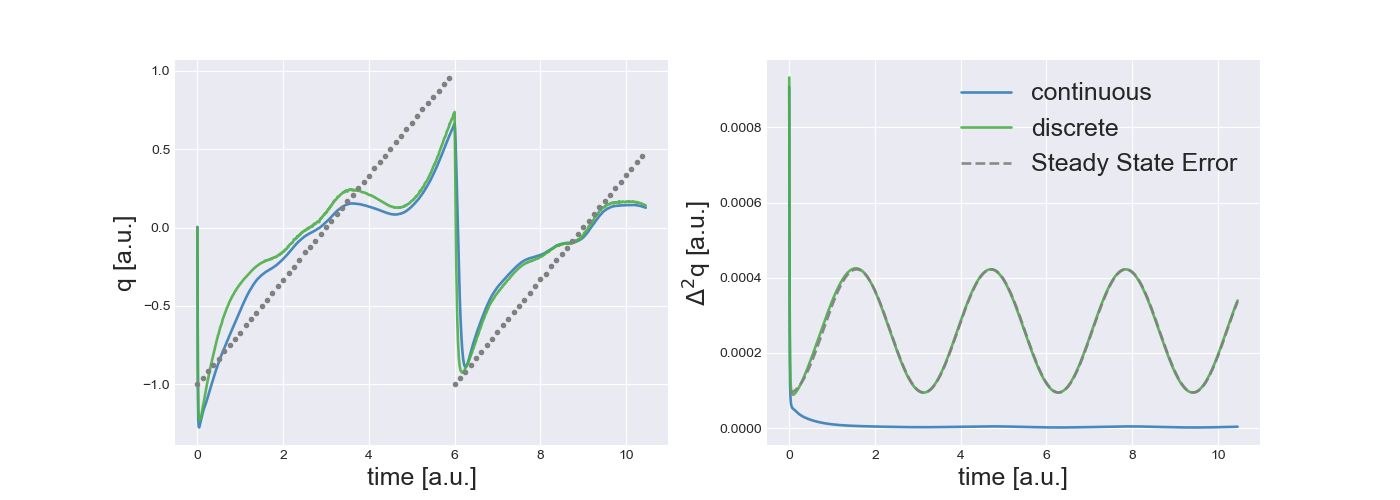 1.0
0.5
0.0
−0.5
−1.0
q [a.u.]
0 2 4 6 8 10
time [a.u.]
0.0008
0.0006
0.0004
0.0002
0.0000
Δ²q [a.u.]
continuous
discrete
Steady State Error
0 2 4 6 8 10
time [a.u.]